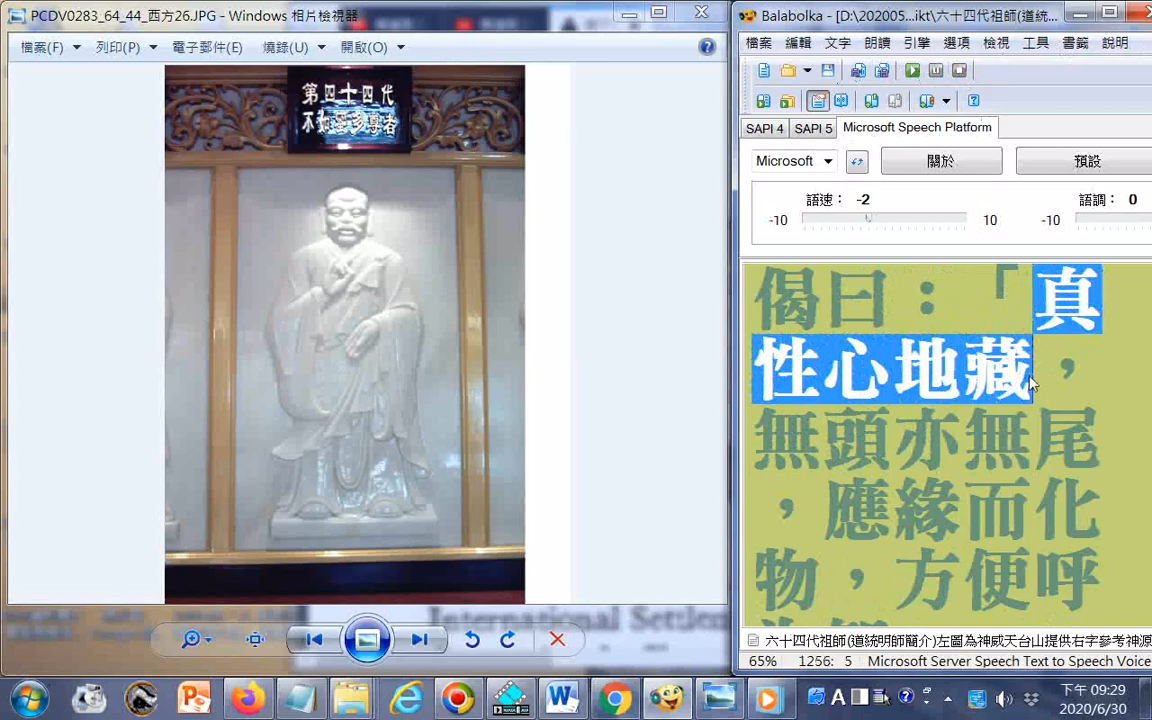 PCDV0283_64_44_西方26.JPG - Windows 相片檢視器
檔案(F) 列印(P) 電子郵件(E) 燒錄(U) 開啟(O)
第四十四代
不如蜜多尊者
International Settlem
Balabolka - [D:\202005...ikt\六十四代祖師(道統...
檔案 編輯 文字 朗讀 引擎 選項 檢視 工具 書籤 說明
SAPI 4 SAPI 5 Microsoft Speech Platform
Microsoft 關於 預設
語速： -2 語調： 0
-10 10 -10
偈曰：「真
性心地藏，
無頭亦無尾
，應緣而化
物，方便呼
六十四代祖師(道統明師簡介)左圖為神威天台山提供右字參考神源
65% 1256: 5 Microsoft Server Speech Text to Speech Voice
下午 09:29
2020/6/30